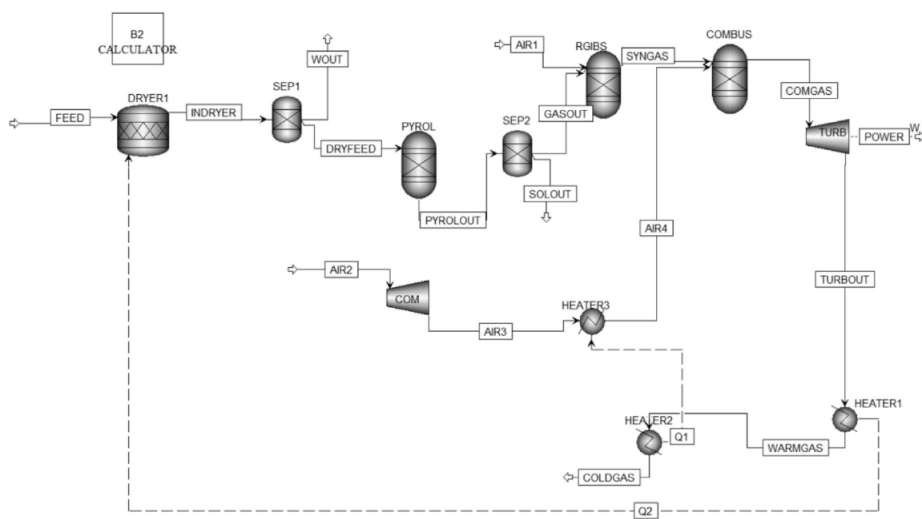 B2
CALCULATOR
FEED
DRYER1
INDRYER
SEP1
WOUT
DRYFEED
PYROL
PYROLOUT
SEP2
SOLOUT
GASOUT
AIR1
RGIBS
SYNGAS
COMBUS
COMGAS
TURB
POWER
W
AIR2
COM
AIR3
HEATER3
AIR4
TURBOUT
HEATER1
WARMGAS
HEATER2
Q1
COLDGAS
Q2